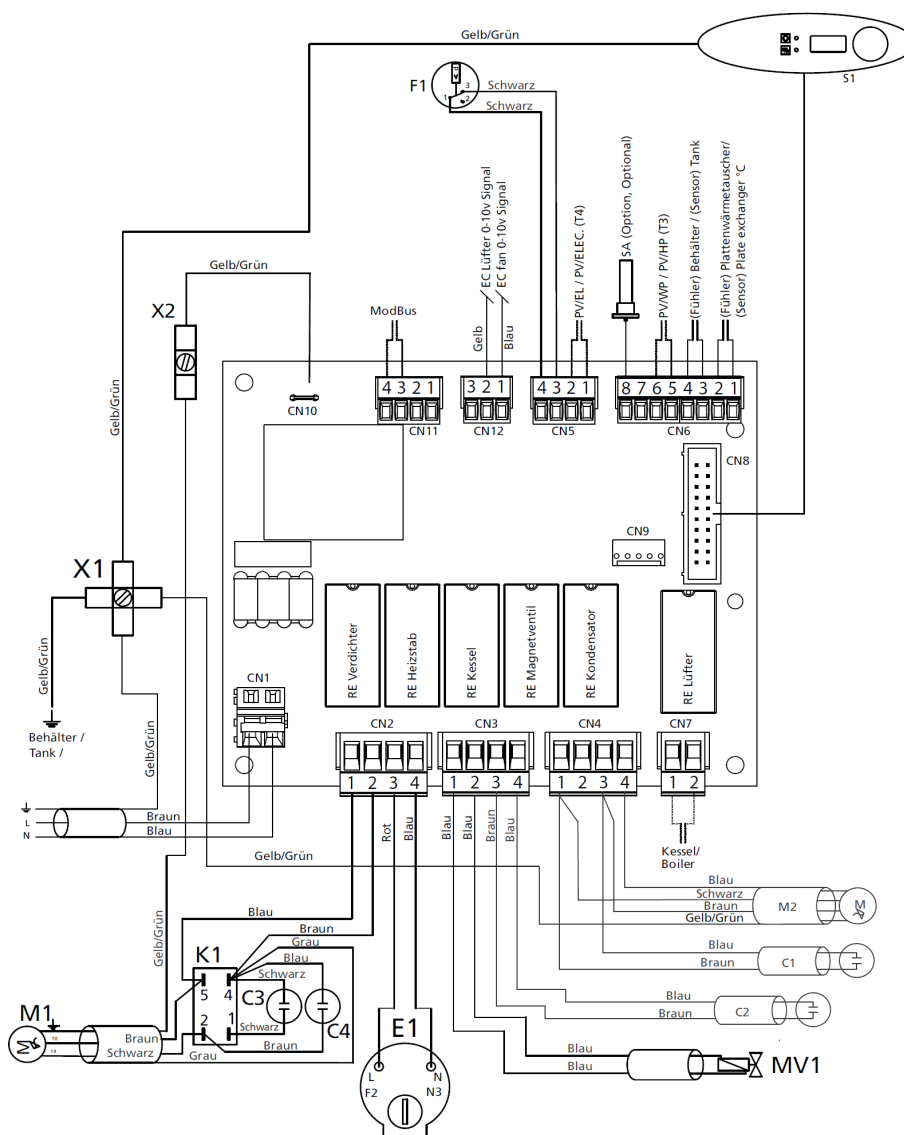 Gelb/Grün
S1
F1
3
1
2
Schwarz
Schwarz
EC Lüfter 0-10v Signal
EC fan 0-10v Signal
PV/EL / PV/ELEC. (T4)
SA (Option, Optional)
PV/WP / PV/HP (T3)
(Fühler) Behälter / (Sensor) Tank
(Fühler) Plattenwärmetauscher/
(Sensor) Plate exchanger °C
Gelb/Grün
X2
ModBus
Gelb
Blau
Gelb/Grün
4 3 2 1
3 2 1
4 3 2 1
8 7 6 5 4 3 2 1
CN10
CN11
CN12
CN5
CN6
CN8
CN9
X1
RE Verdichter
RE Heizstab
RE Kessel
RE Magnetventil
RE Kondensator
RE Lüfter
Gelb/Grün
CN1
Behälter /
Tank /
Gelb/Grün
CN2
CN3
CN4
CN7
1 2 3 4
1 2 3 4
1 2 3 4
1 2
L
N
Braun
Blau
Rot
Blau
Blau
Blau
Braun
Blau
Kessel/
Boiler
Gelb/Grün
Blau
Schwarz
Braun
Gelb/Grün
M2
M
Blau
Braun
Grau
Blau
Schwarz
Gelb/Grün
K1
5
4
2
1
C3
C4
Schwarz
Braun
Blau
Braun
C1
Blau
Braun
C2
M1
M
Braun
Schwarz
Grau
E1
L
N
F2
N3
Blau
Blau
MV1